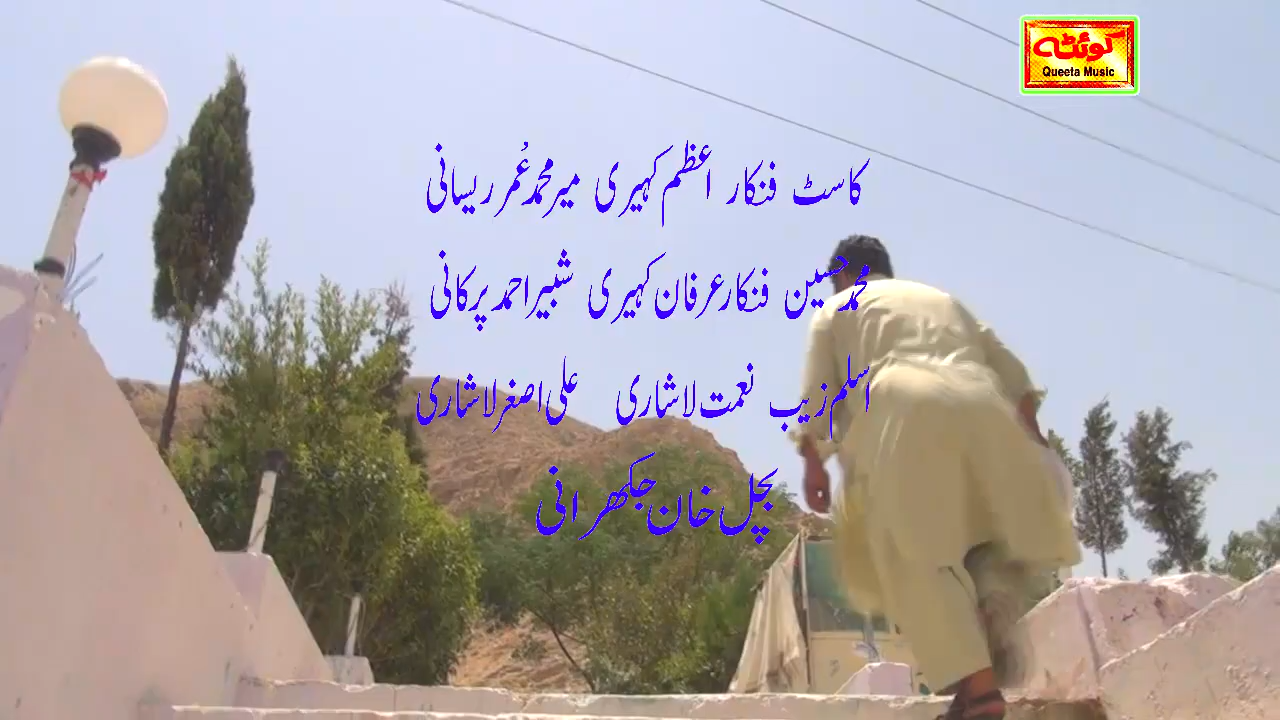 کوئٹہ
Queeta Music
کاسٹ فنکار اعظم کہیری میر محمد عُمر ریسانی
محمد حسین فنکار عرفان کہیری شبیر احمد پرکانی
اسلم زیب نعمت لاشاری علی اصغر لاشاری
بچل خان جکھرانی